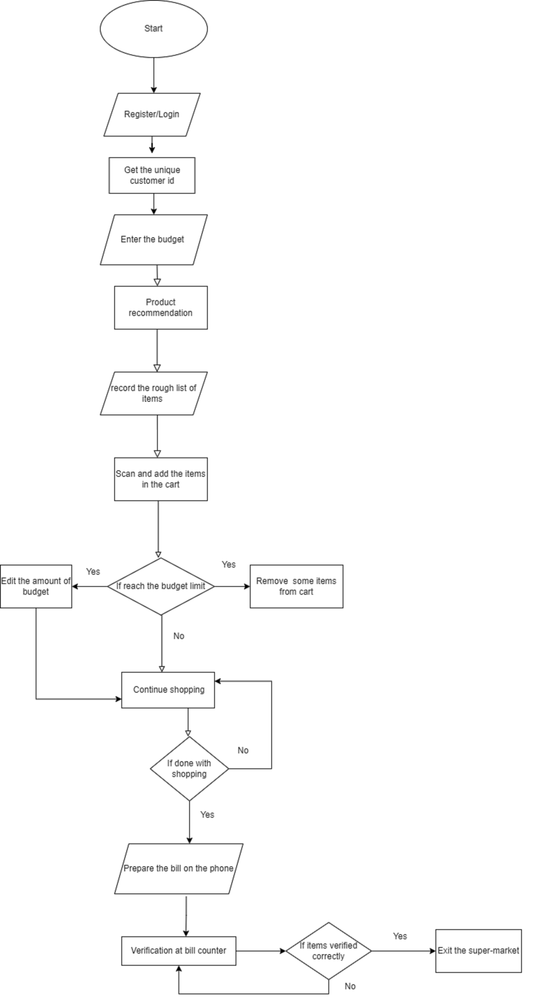 Start
Register/Login
Get the unique
customer id
Enter the budget
Product
recommendation
record the rough list of
items
Scan and add the items
in the cart
Yes
Yes
Edit the amount of
budget
If reach the budget limit
Remove  some items
from cart
No
Continue shopping
No
If done with
shopping
Yes
Prepare the bill on the phone
Verification at bill counter
If items verified
correctly
Yes
Exit the super-market
No